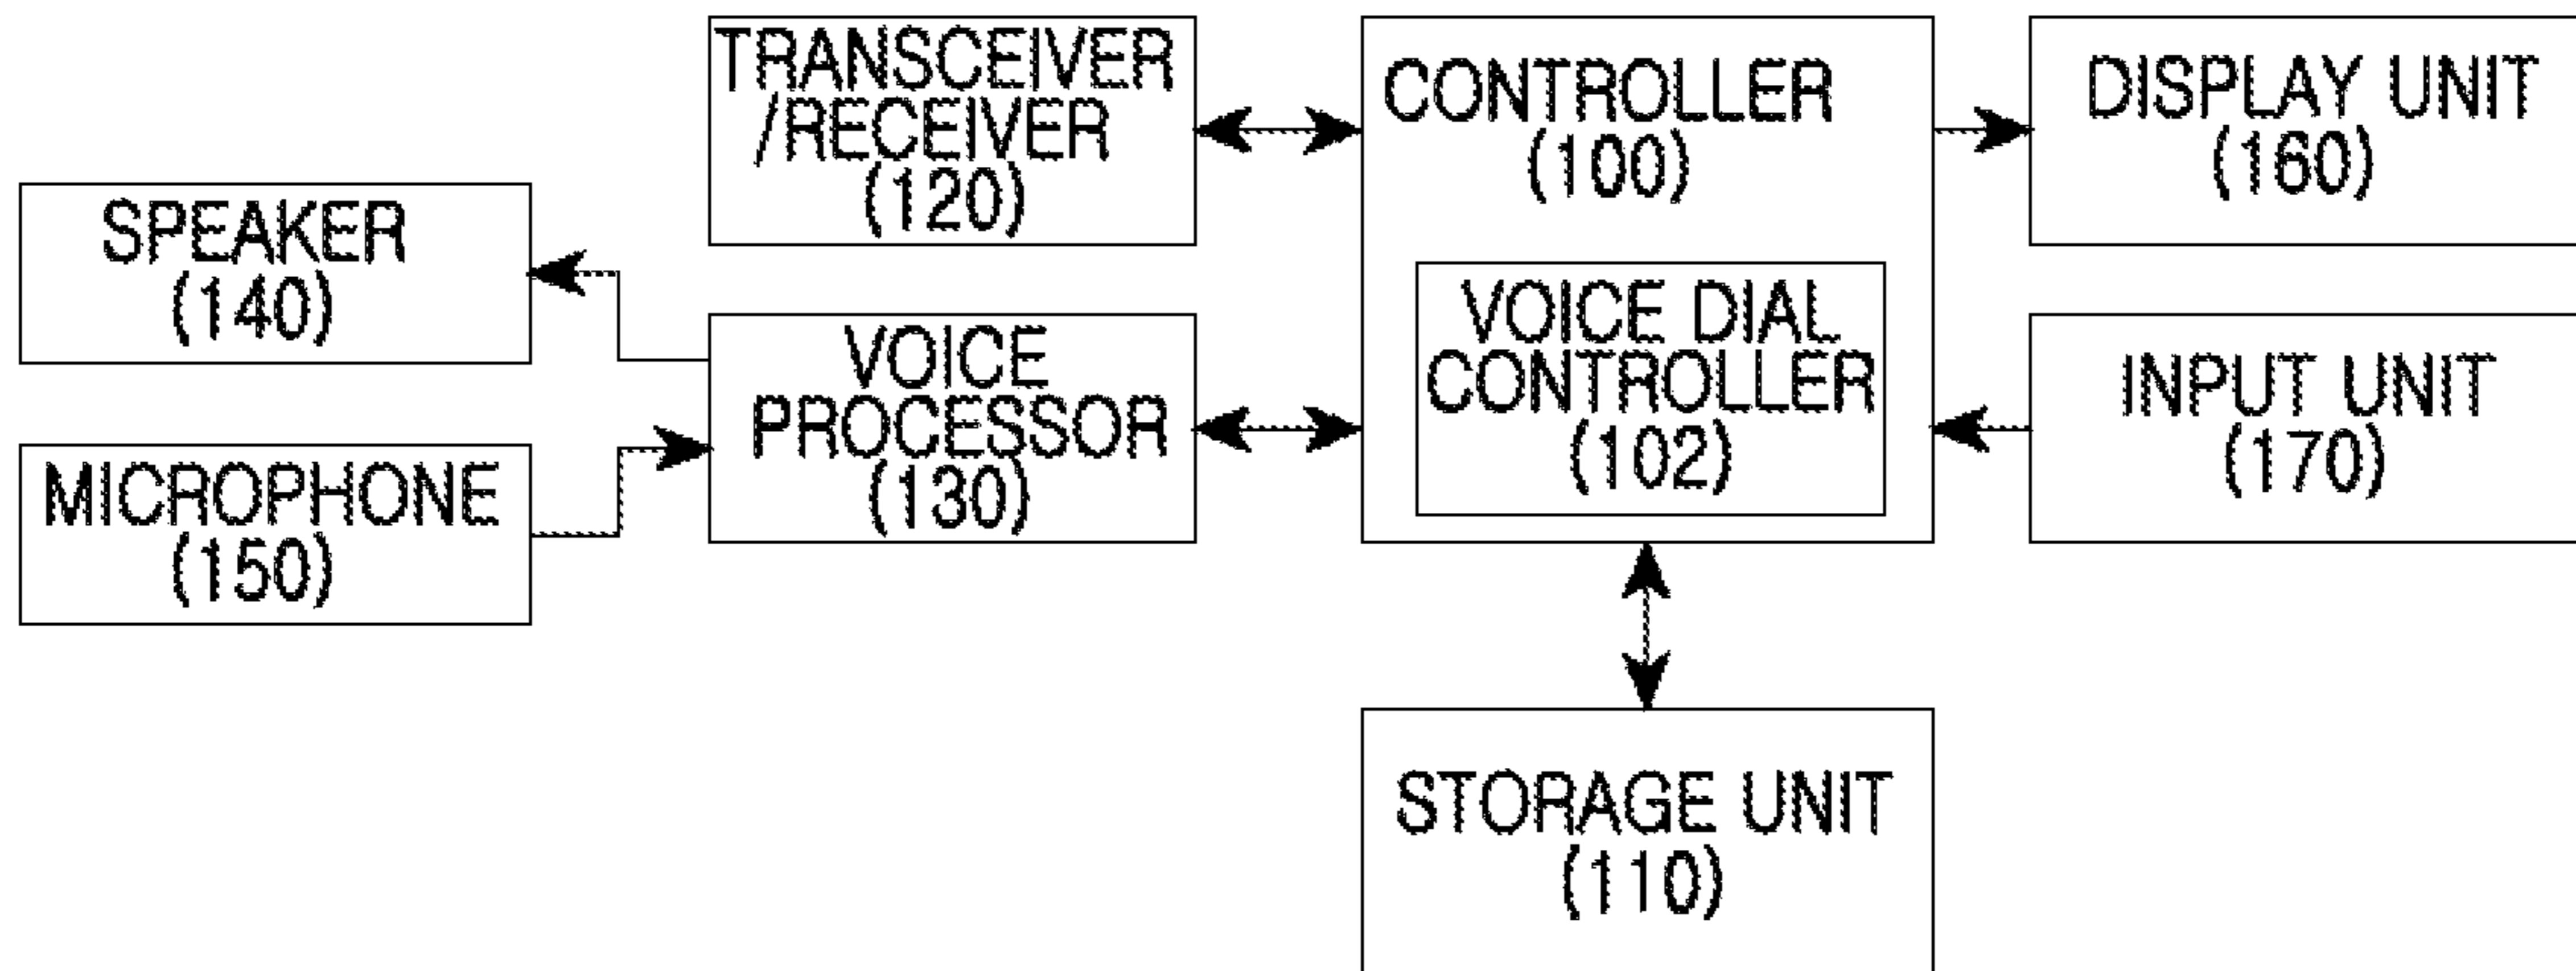 TRANSCEIVER
/RECEIVER
(120)
CONTROLLER
(100)
DISPLAY UNIT
(160)
SPEAKER
(140)
VOICE DIAL
CONTROLLER
(102)
VOICE
PROCESSOR
(130)
INPUT UNIT
(170)
MICROPHONE
(150)
STORAGE UNIT
(110)